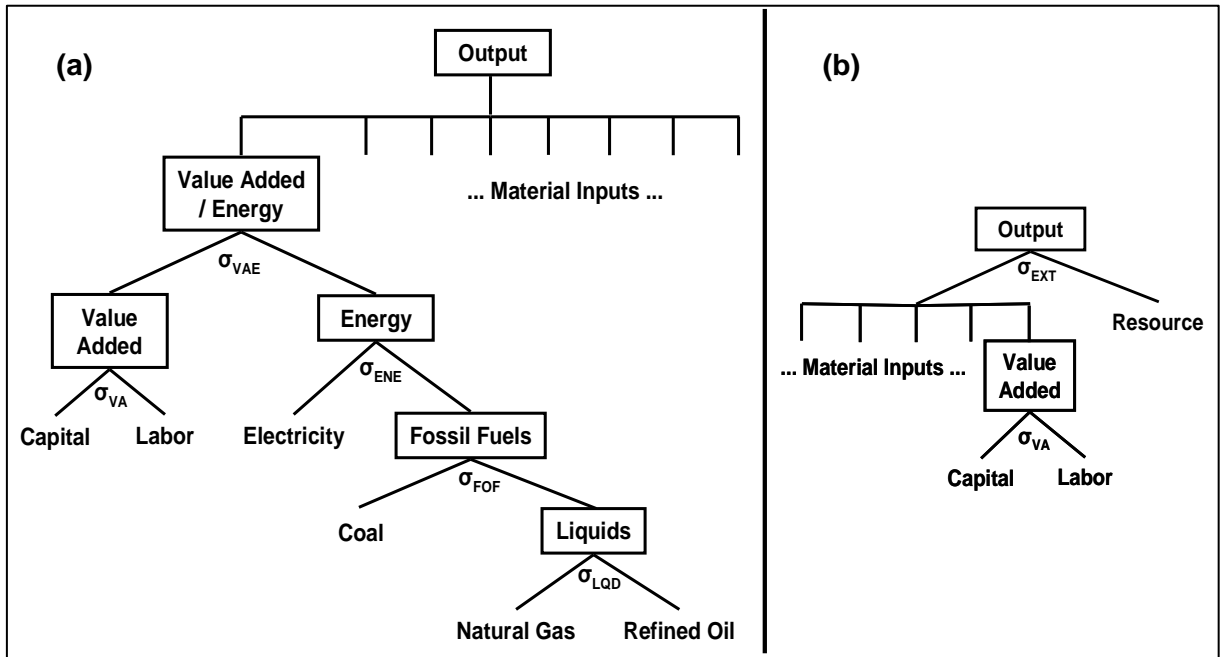 (a)
Output
Value Added
/ Energy
... Material Inputs ...
σVAE
Value
Added
Energy
σVA
σENE
Capital
Labor
Electricity
Fossil Fuels
σFOF
Coal
Liquids
σLQD
Natural Gas
Refined Oil
(b)
Output
σEXT
Resource
... Material Inputs ...
Value
Added
σVA
Capital
Labor